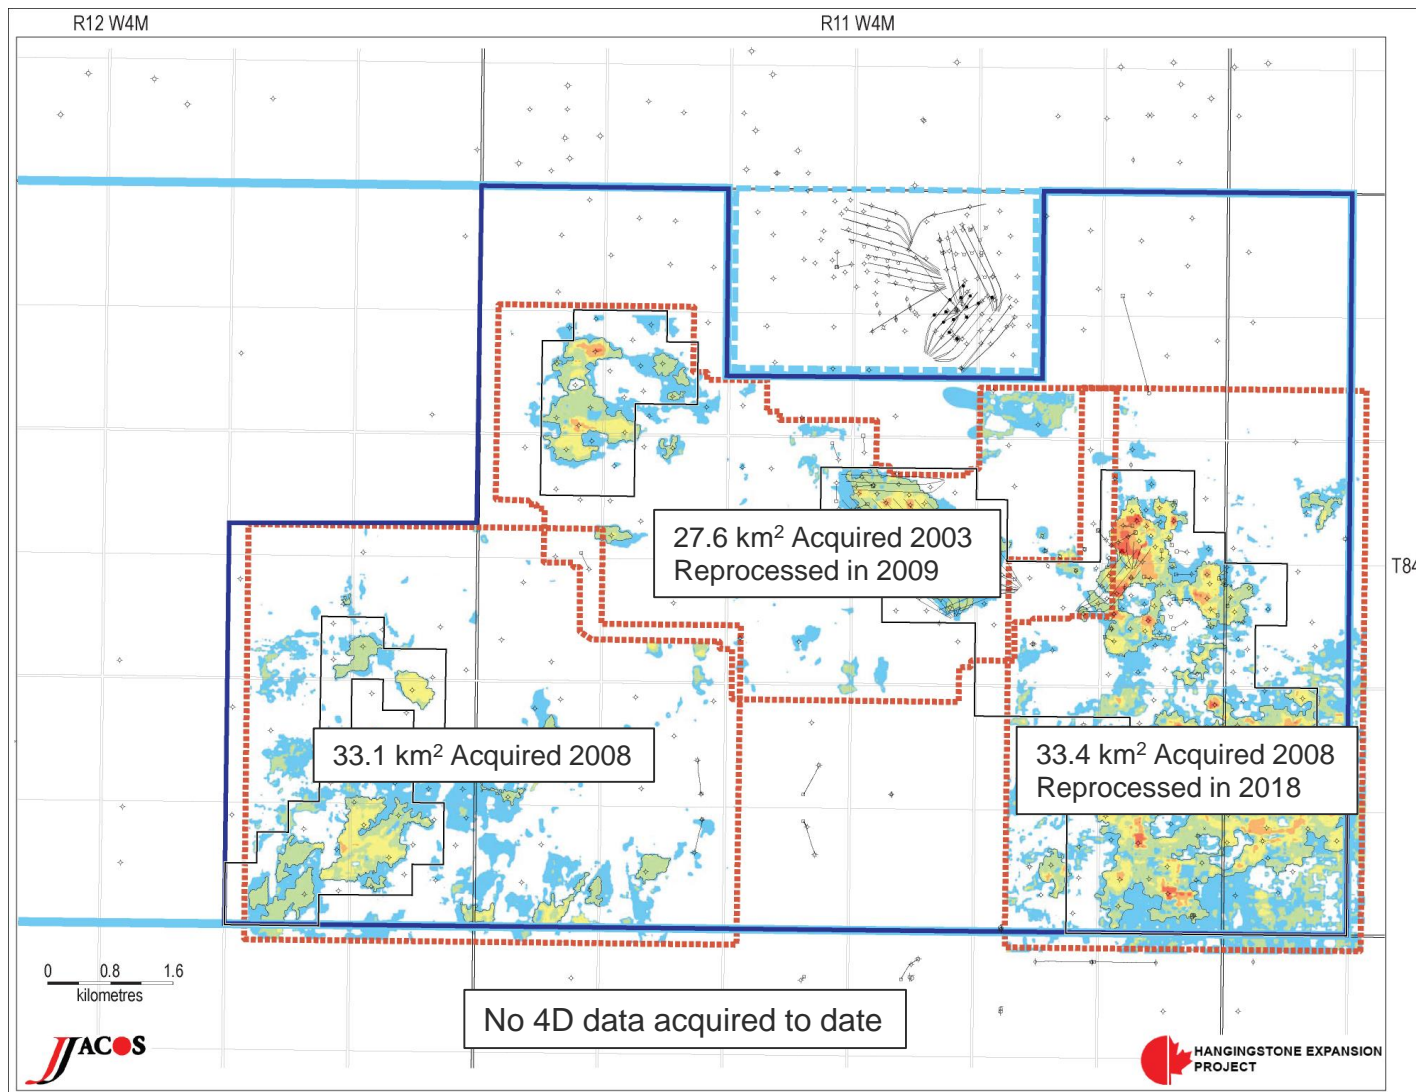 R12 W4M
R11 W4M
27.6 km² Acquired 2003
Reprocessed in 2009
T84
33.1 km² Acquired 2008
33.4 km² Acquired 2008
Reprocessed in 2018
0 0.8 1.6
kilometres
No 4D data acquired to date
JACOS
HANGINGSTONE EXPANSION
PROJECT